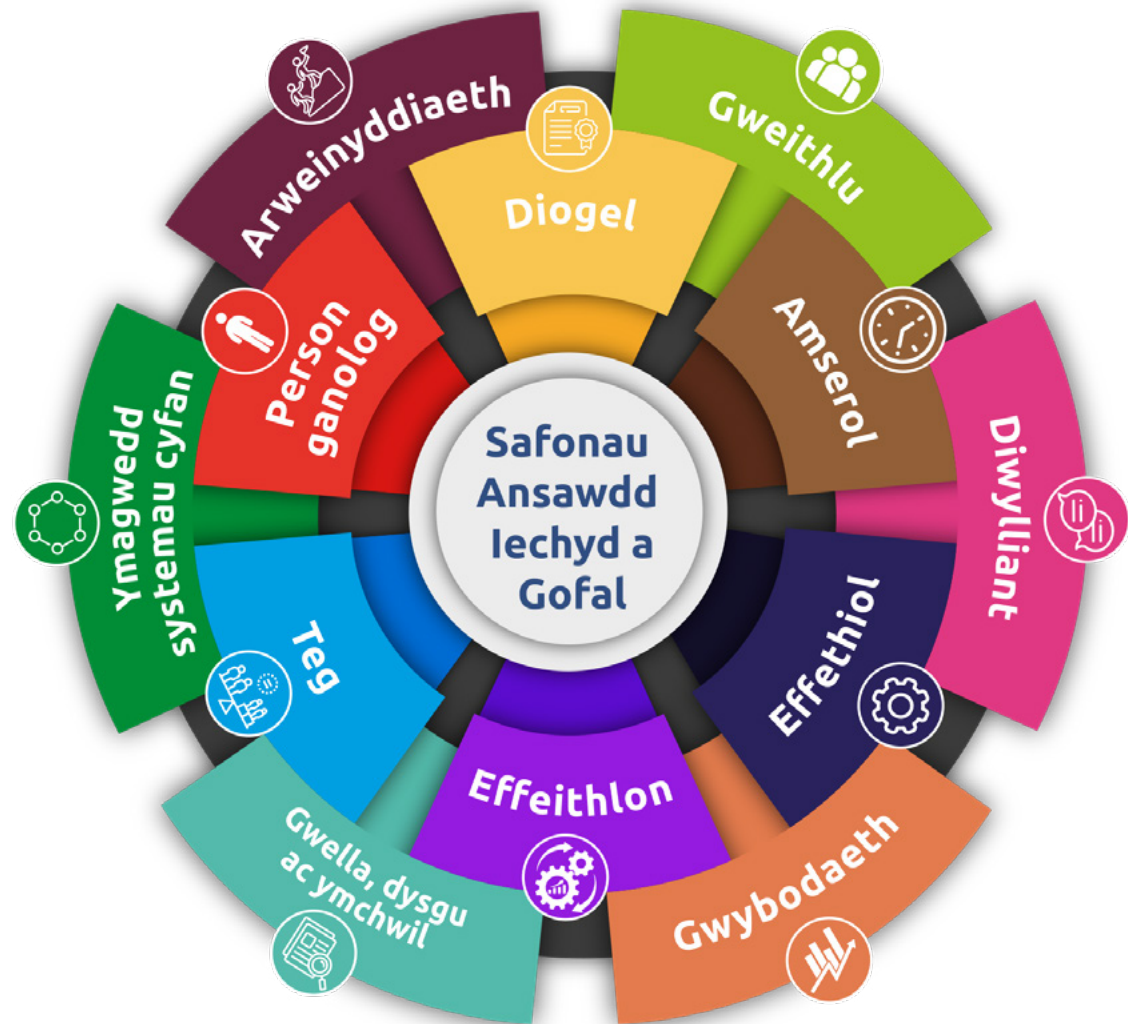 Arweinyddiaeth
Gweithlu
Diogel
Person
ganolog
Amserol
Ymagwedd
systemau cyfan
Diwylliant
Safonau
Ansawdd
Iechyd a
Gofal
Teg
Effethiol
Effeithlon
Gwella, dysgu
ac ymchwil
Gwybodaeth